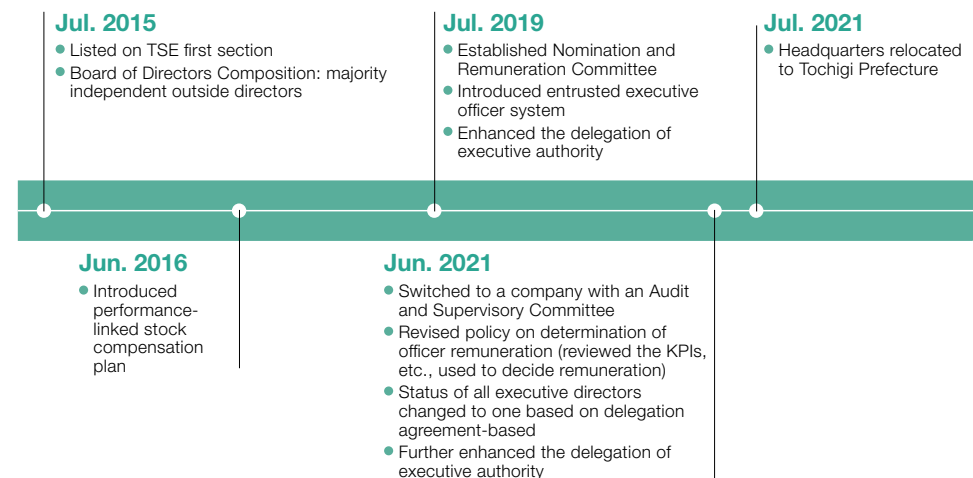 Jul. 2015
• Listed on TSE first section
• Board of Directors Composition: majority
independent outside directors
Jul. 2019
• Established Nomination and
Remuneration Committee
• Introduced entrusted executive
officer system
• Enhanced the delegation of
executive authority
Jul. 2021
• Headquarters relocated
to Tochigi Prefecture
Jun. 2016
• Introduced
performance-
linked stock
compensation
plan
Jun. 2021
• Switched to a company with an Audit
and Supervisory Committee
• Revised policy on determination of
officer remuneration (reviewed the KPIs,
etc., used to decide remuneration)
• Status of all executive directors
changed to one based on delegation
agreement-based
• Further enhanced the delegation of
executive authority